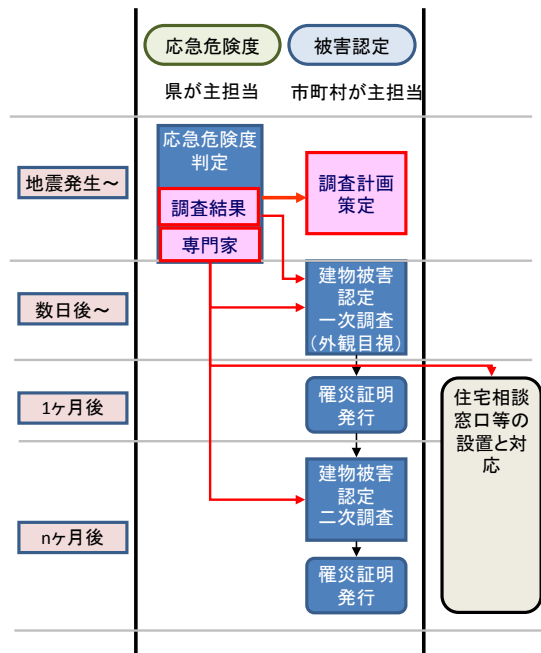 応急危険度
被害認定
県が主担当
市町村が主担当
地震発生～
応急危険度
判定
調査結果
専門家
調査計画
策定
数日後～
建物被害
認定
一次調査
（外観目視）
1ヶ月後
罹災証明
発行
住宅相談
窓口等の
設置と対
応
nヶ月後
建物被害
認定
二次調査
罹災証明
発行